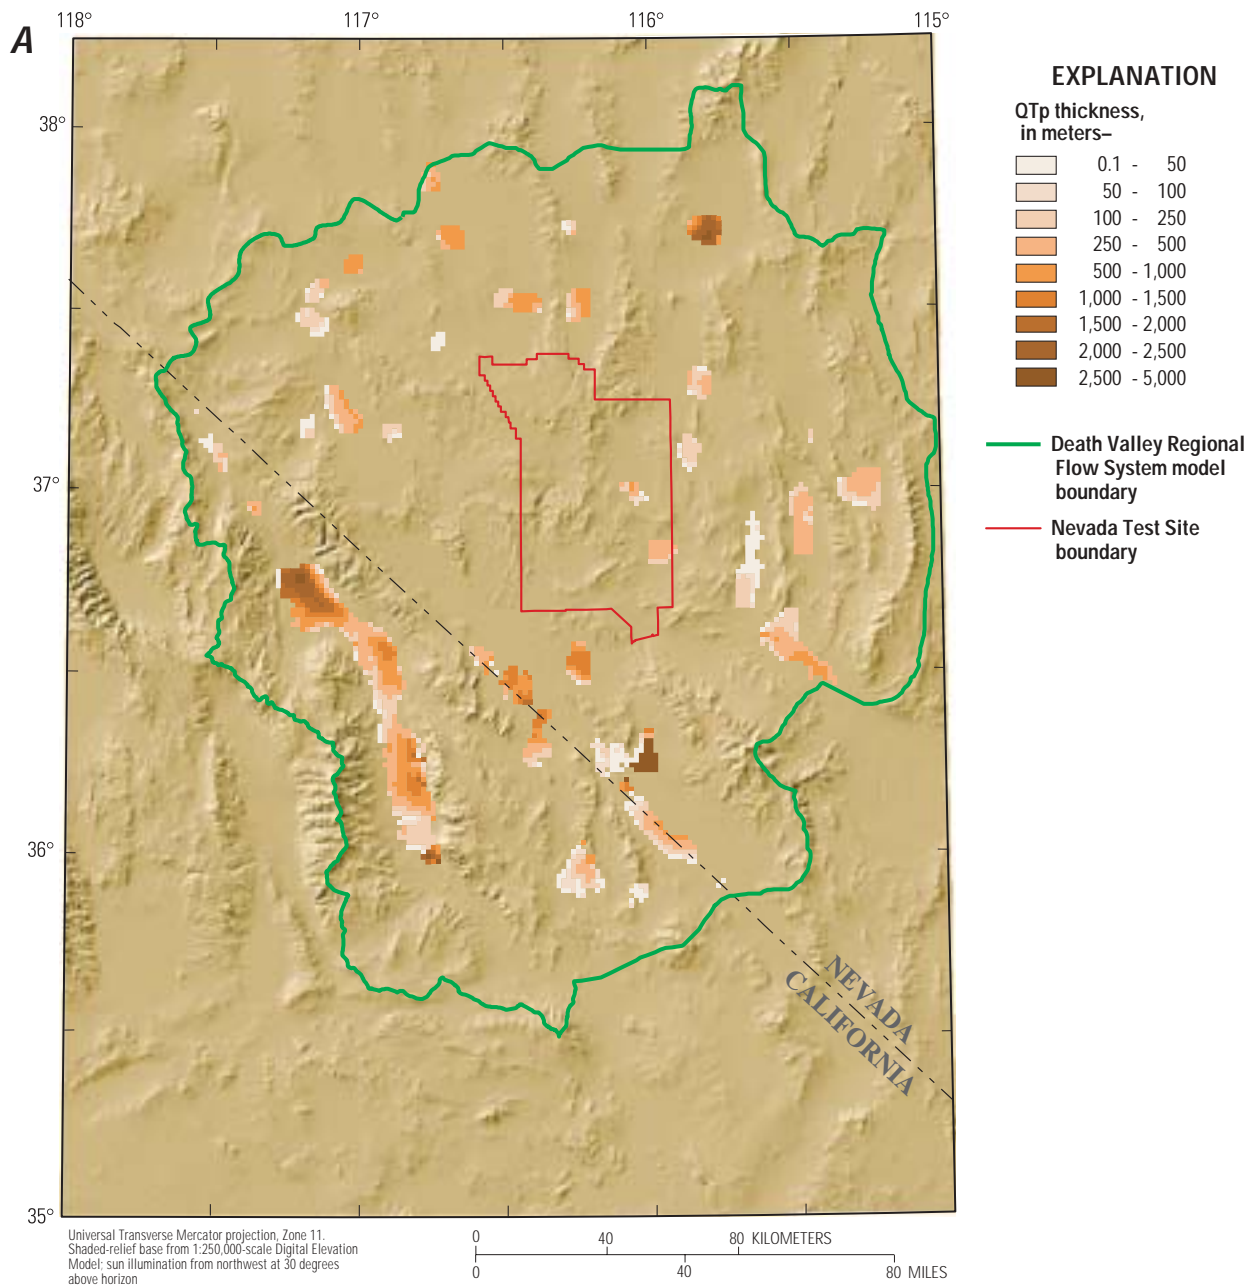 A
118°
117°
116°
115°
38°
37°
36°
35°
EXPLANATION
QTp thickness,
in meters–
0.1 - 50
50 - 100
100 - 250
250 - 500
500 - 1,000
1,000 - 1,500
1,500 - 2,000
2,000 - 2,500
2,500 - 5,000
Death Valley Regional
Flow System model
boundary
Nevada Test Site
boundary
NEVADA
CALIFORNIA
Universal Transverse Mercator projection, Zone 11.
Shaded-relief base from 1:250,000-scale Digital Elevation
Model; sun illumination from northwest at 30 degrees
above horizon
0 40 80 KILOMETERS
0 40 80 MILES